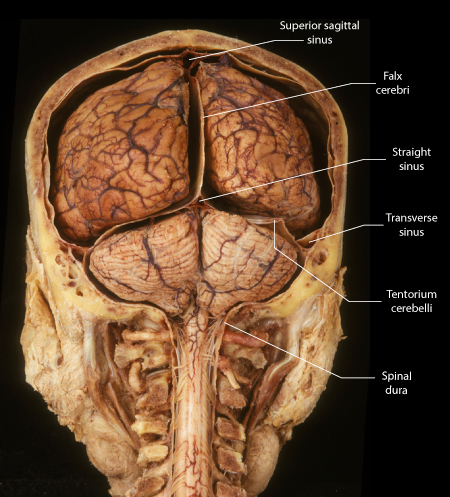 Superior sagittal
sinus
Falx
cerebri
Straight
sinus
Transverse
sinus
Tentorium
cerebelli
Spinal
dura